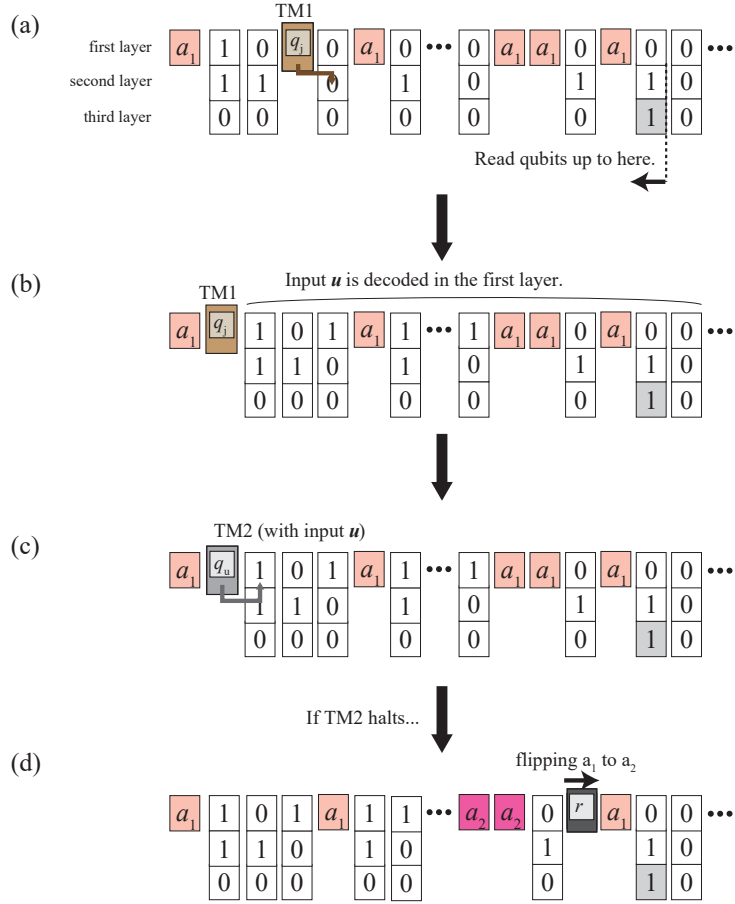 TM1
(a)
first layer a₁ 1 0 qⱼ 0 a₁ 0 ••• 0 a₁ a₁ 0 a₁ 0 0 •••
second layer 1 1 0 1 0 1 1 0
third layer 0 0 0 0 0 0 1 0
Read qubits up to here.
(b)
Input u is decoded in the first layer.
TM1
a₁ qⱼ 1 0 1 a₁ 1 ••• 1 a₁ a₁ 0 a₁ 0 0 •••
1 1 0 1 0 1 1 0
0 0 0 0 0 0 1 0
(c)
TM2 (with input u)
a₁ qᵤ 1 0 1 a₁ 1 ••• 1 a₁ a₁ 0 a₁ 0 0 •••
1 1 0 1 0 1 1 0
0 0 0 0 0 0 1 0
If TM2 halts...
(d)
flipping a₁ to a₂
a₁ 1 0 1 a₁ 1 1 ••• a₂ a₂ 0 r a₁ 0 0 •••
1 1 0 1 0 1 1 0
0 0 0 0 0 0 1 0